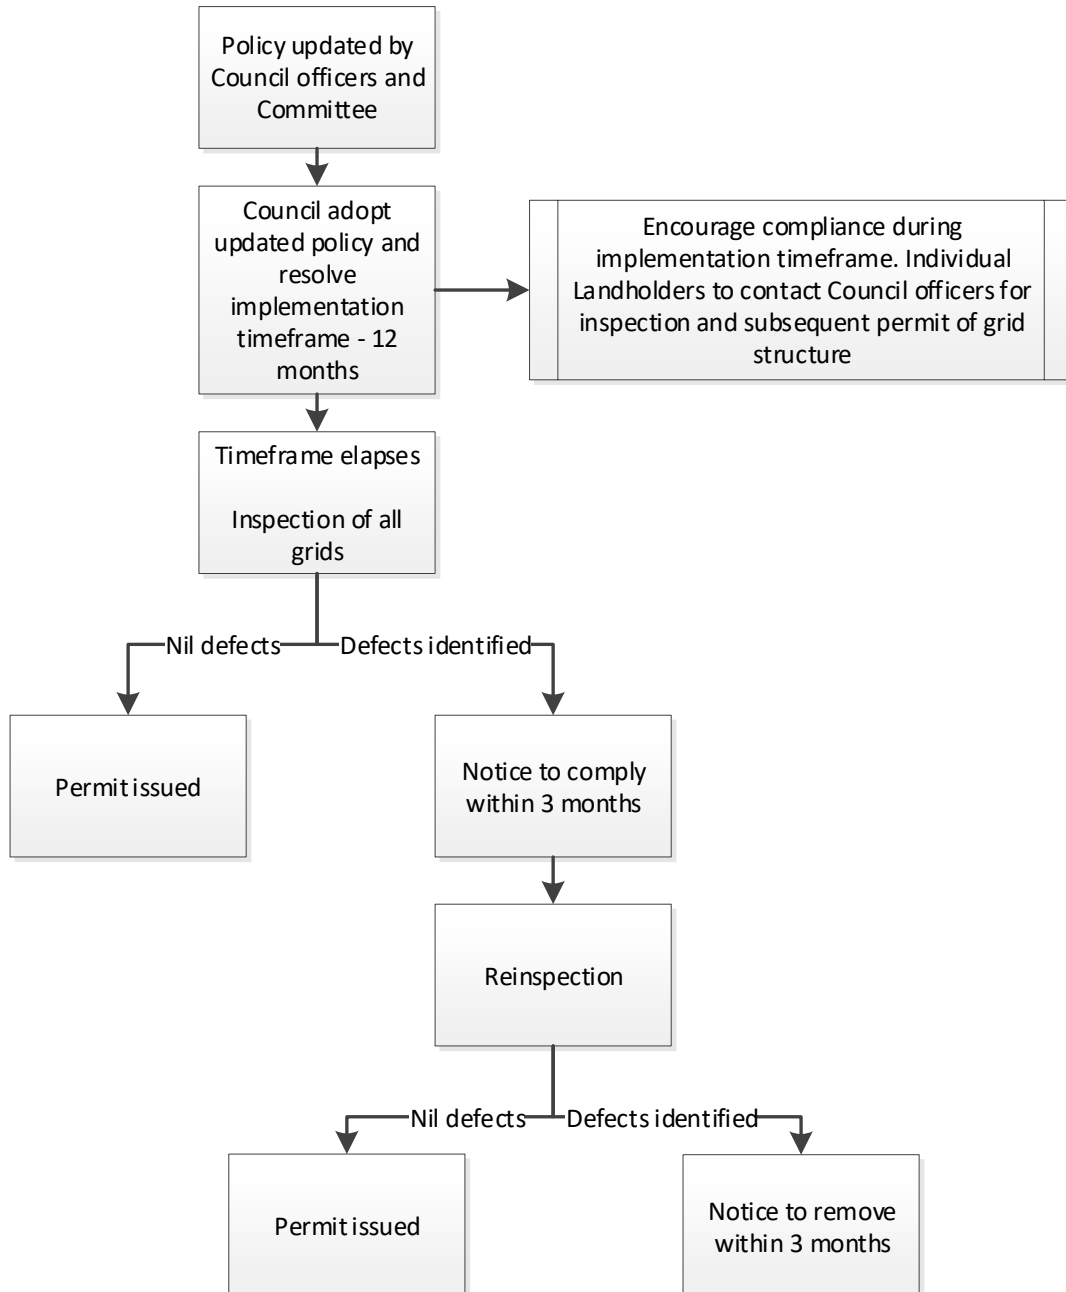 Policy updated by
Council officers and
Committee
Council adopt
updated policy and
resolve
implementation
timeframe - 12
months
Encourage compliance during
implementation timeframe. Individual
Landholders to contact Council officers for
inspection and subsequent permit of grid
structure
Timeframe elapses
Inspection of all
grids
Nil defects
Defects identified
Permit issued
Notice to comply
within 3 months
Reinspection
Nil defects
Defects identified
Permit issued
Notice to remove
within 3 months